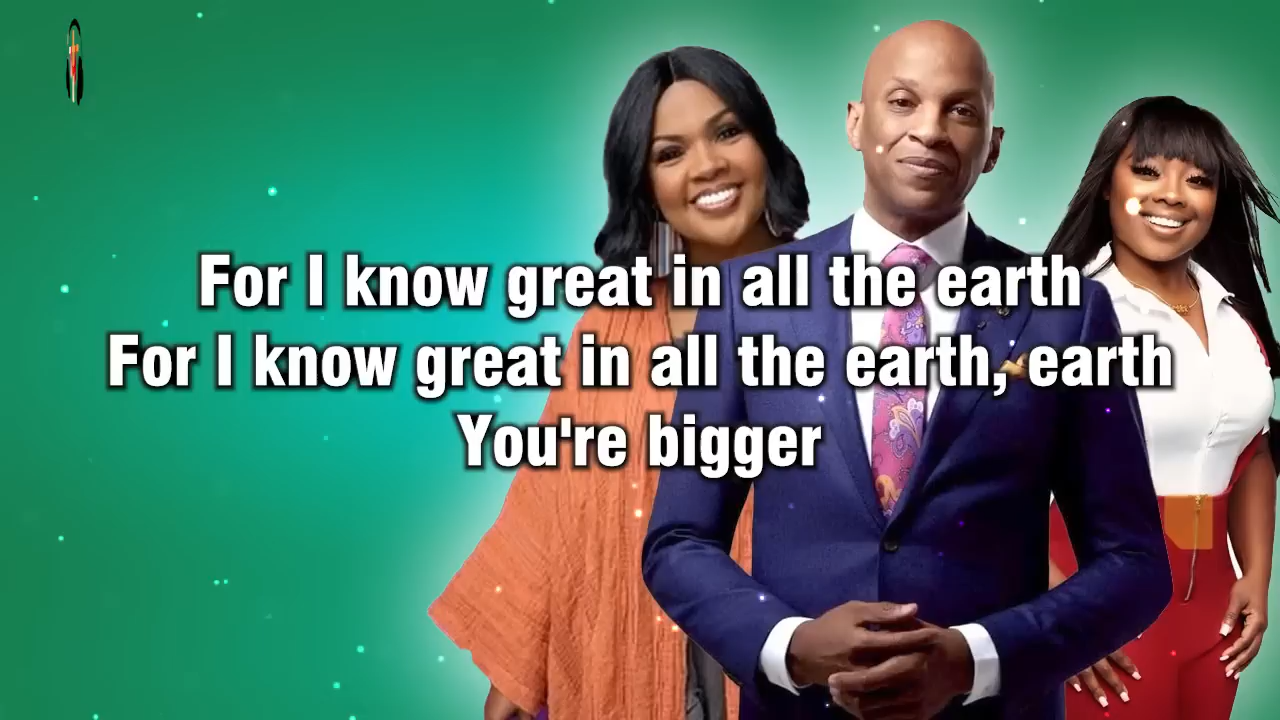 For I know great in all the earth
For I know great in all the earth, earth
You're bigger